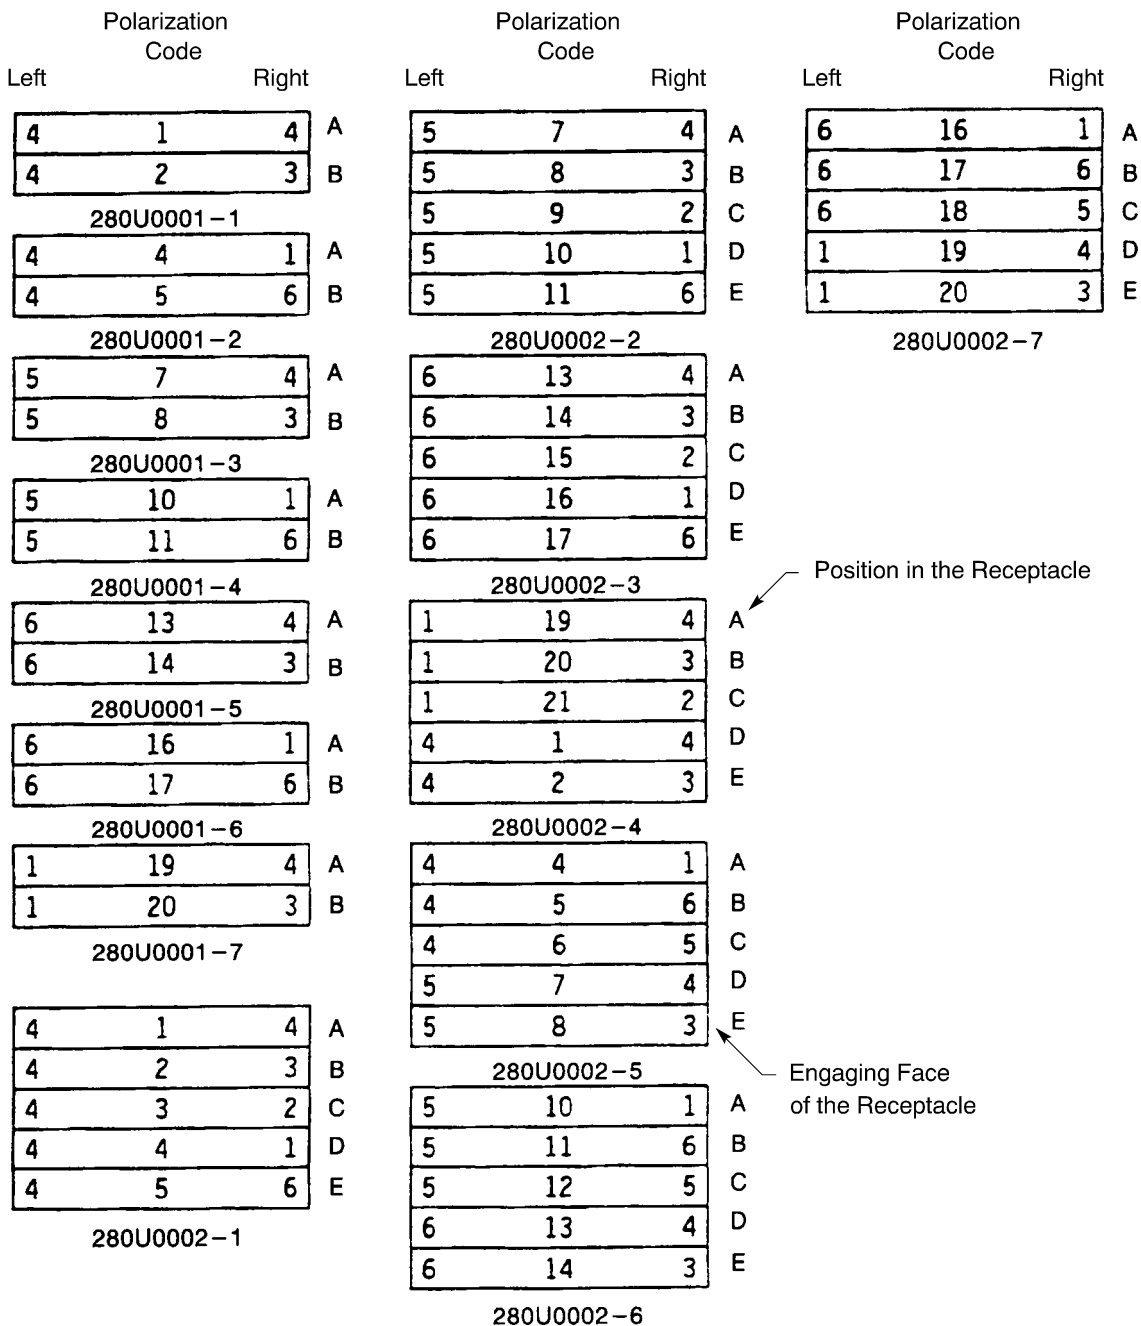 Polarization
Code
Left Right
4 1 4 A
4 2 3 B
280U0001-1
4 4 1 A
4 5 6 B
280U0001-2
5 7 4 A
5 8 3 B
280U0001-3
5 10 1 A
5 11 6 B
280U0001-4
6 13 4 A
6 14 3 B
280U0001-5
6 16 1 A
6 17 6 B
280U0001-6
1 19 4 A
1 20 3 B
280U0001-7
4 1 4 A
4 2 3 B
4 3 2 C
4 4 1 D
4 5 6 E
280U0002-1
Polarization
Code
Left Right
5 7 4 A
5 8 3 B
5 9 2 C
5 10 1 D
5 11 6 E
280U0002-2
6 13 4 A
6 14 3 B
6 15 2 C
6 16 1 D
6 17 6 E
280U0002-3
1 19 4 A
1 20 3 B
1 21 2 C
4 1 4 D
4 2 3 E
280U0002-4
4 4 1 A
4 5 6 B
4 6 5 C
5 7 4 D
5 8 3 E
280U0002-5
5 10 1 A
5 11 6 B
5 12 5 C
6 13 4 D
6 14 3 E
280U0002-6
Polarization
Code
Left Right
6 16 1 A
6 17 6 B
6 18 5 C
1 19 4 D
1 20 3 E
280U0002-7
Position in the Receptacle
Engaging Face
of the Receptacle